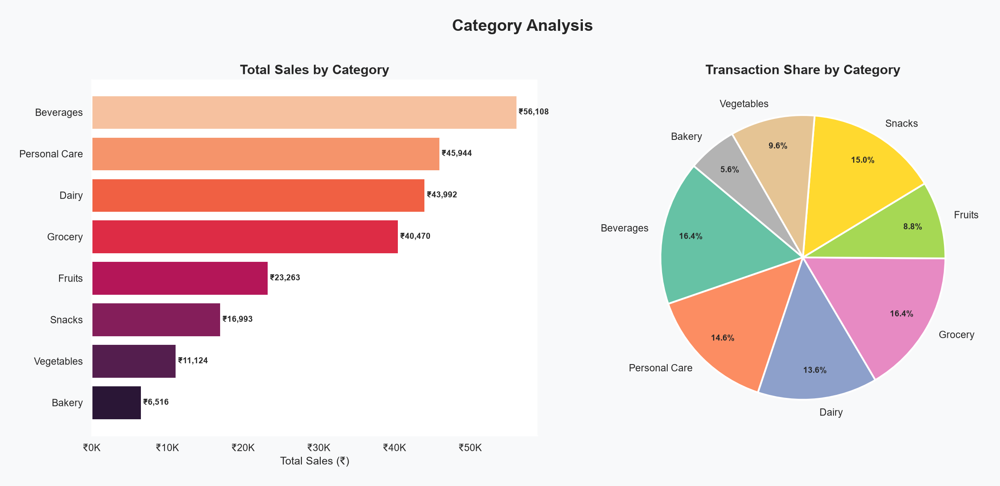 Category Analysis
Total Sales by Category
Beverages
₹56,108
Personal Care
₹45,944
Dairy
₹43,992
Grocery
₹40,470
Fruits
₹23,263
Snacks
₹16,993
Vegetables
₹11,124
Bakery
₹6,516
₹0K ₹10K ₹20K ₹30K ₹40K ₹50K
Total Sales (₹)
Transaction Share by Category
Vegetables
9.6%
Snacks
15.0%
Bakery
5.6%
Fruits
8.8%
Beverages
16.4%
Grocery
16.4%
Personal Care
14.6%
Dairy
13.6%